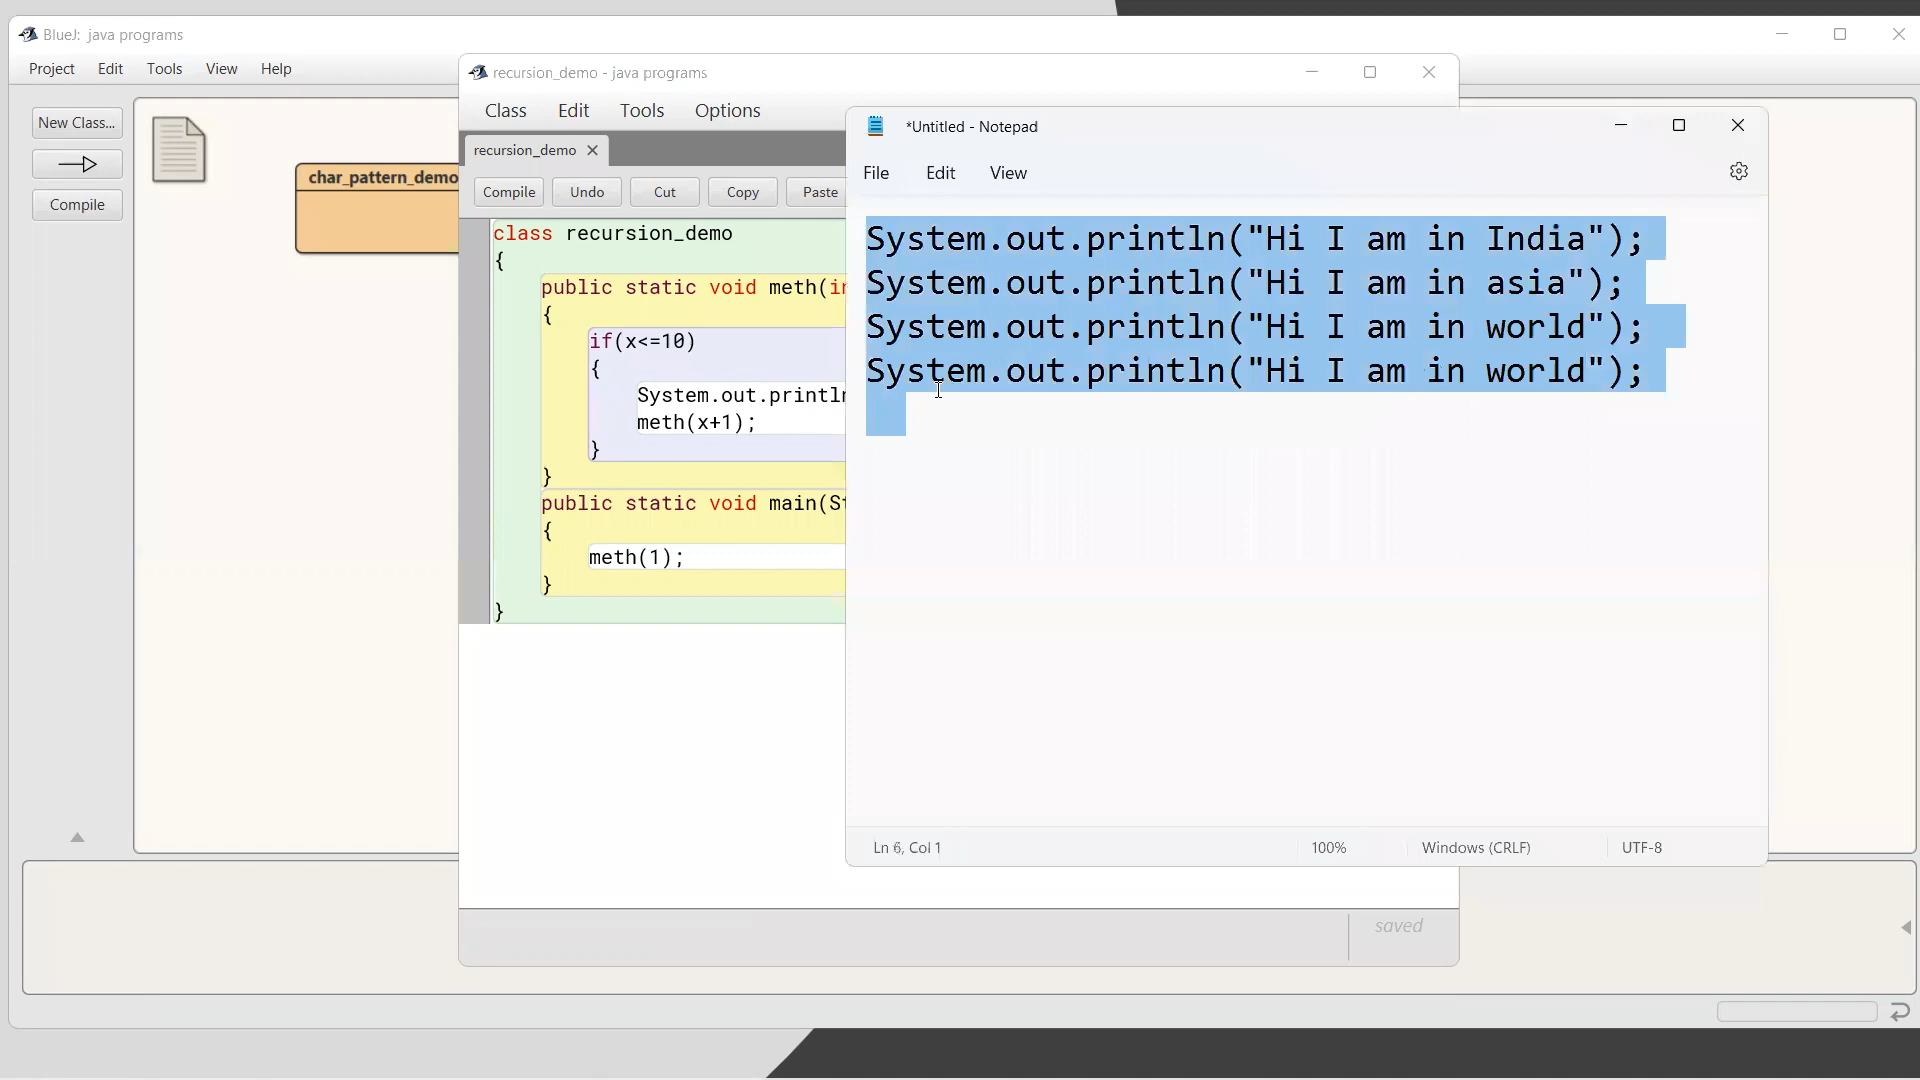 BlueJ: java programs
Project Edit Tools View Help
New Class...
Compile
char_pattern_demo
recursion_demo - java programs
Class Edit Tools Options
recursion_demo
Compile Undo Cut Copy Paste
class recursion_demo
{
public static void meth(in
{
if(x<=10)
{
System.out.println
meth(x+1);
}
}
public static void main(St
{
meth(1);
}
}
saved
*Untitled - Notepad
File Edit View
System.out.println("Hi I am in India");
System.out.println("Hi I am in asia");
System.out.println("Hi I am in world");
System.out.println("Hi I am in world");
Ln 6, Col 1 100% Windows (CRLF) UTF-8